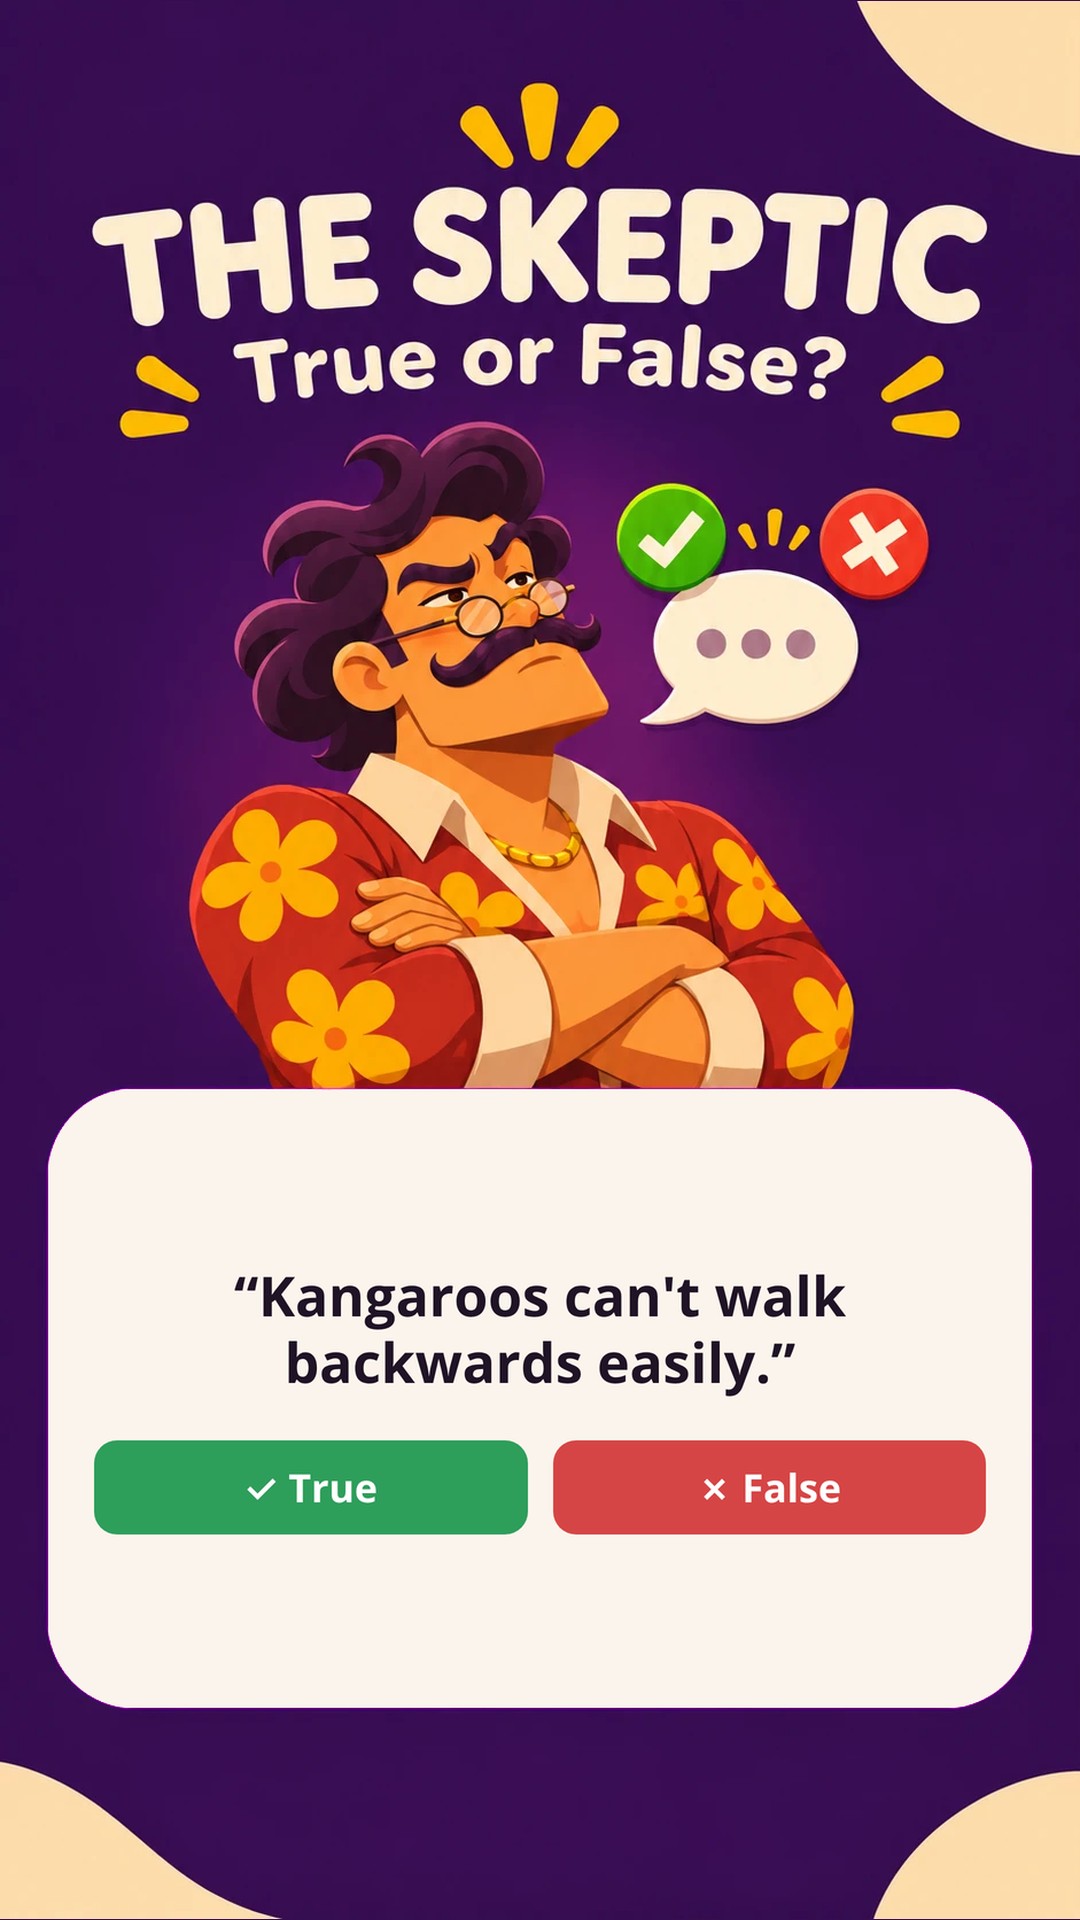 THE SKEPTIC
True or False?
“Kangaroos can't walk
backwards easily.”
✓ True
× False